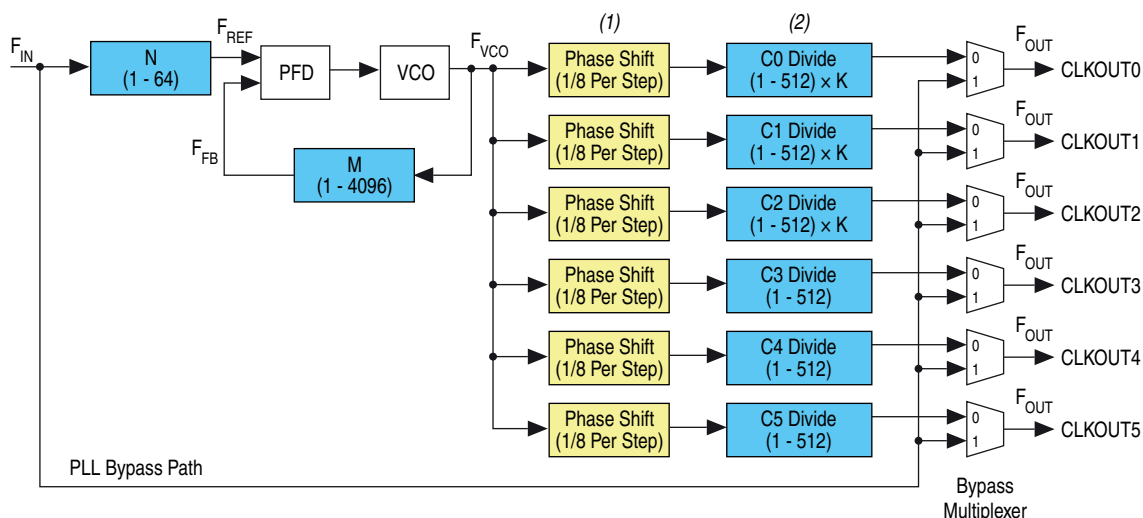 (1)
(2)
F_IN
N
(1 - 64)
F_REF
PFD
VCO
F_VCO
F_FB
M
(1 - 4096)
Phase Shift
(1/8 Per Step)
C0 Divide
(1 - 512) × K
0
1
F_OUT
CLKOUT0
Phase Shift
(1/8 Per Step)
C1 Divide
(1 - 512) × K
0
1
F_OUT
CLKOUT1
Phase Shift
(1/8 Per Step)
C2 Divide
(1 - 512) × K
0
1
F_OUT
CLKOUT2
Phase Shift
(1/8 Per Step)
C3 Divide
(1 - 512)
0
1
F_OUT
CLKOUT3
Phase Shift
(1/8 Per Step)
C4 Divide
(1 - 512)
0
1
F_OUT
CLKOUT4
Phase Shift
(1/8 Per Step)
C5 Divide
(1 - 512)
0
1
F_OUT
CLKOUT5
PLL Bypass Path
Bypass
Multiplexer